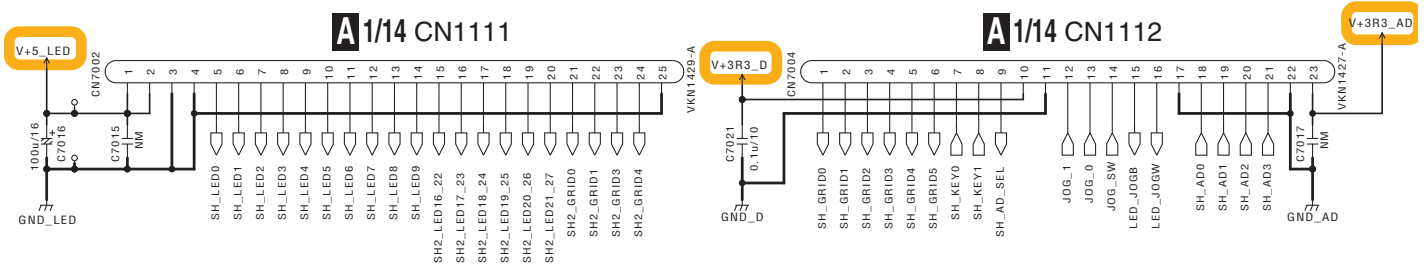 A 1/14 CN1111
V+5_LED
CN7002
1 2 3 4 5 6 7 8 9 10 11 12 13 14 15 16 17 18 19 20 21 22 23 24 25
VKN1429-A
100u/16
+
C7016
C7015
NM
GND_LED
SH_LED0
SH_LED1
SH_LED2
SH_LED3
SH_LED4
SH_LED5
SH_LED6
SH_LED7
SH_LED8
SH_LED9
SH2_LED16_22
SH2_LED17_23
SH2_LED18_24
SH2_LED19_25
SH2_LED20_26
SH2_LED21_27
SH2_GRID0
SH2_GRID1
SH2_GRID3
SH2_GRID4
A 1/14 CN1112
V+3R3_D
CN7004
1 2 3 4 5 6 7 8 9 10 11 12 13 14 15 16 17 18 19 20 21 22 23
VKN1427-A
V+3R3_AD
C7021
0.1u/10
GND_D
SH_GRID0
SH_GRID1
SH_GRID2
SH_GRID3
SH_GRID4
SH_GRID5
SH_KEY0
SH_KEY1
SH_AD_SEL
JOG_1
JOG_0
JOG_SW
LED_JOGB
LED_JOGW
SH_AD0
SH_AD1
SH_AD2
SH_AD3
C7017
NM
GND_AD